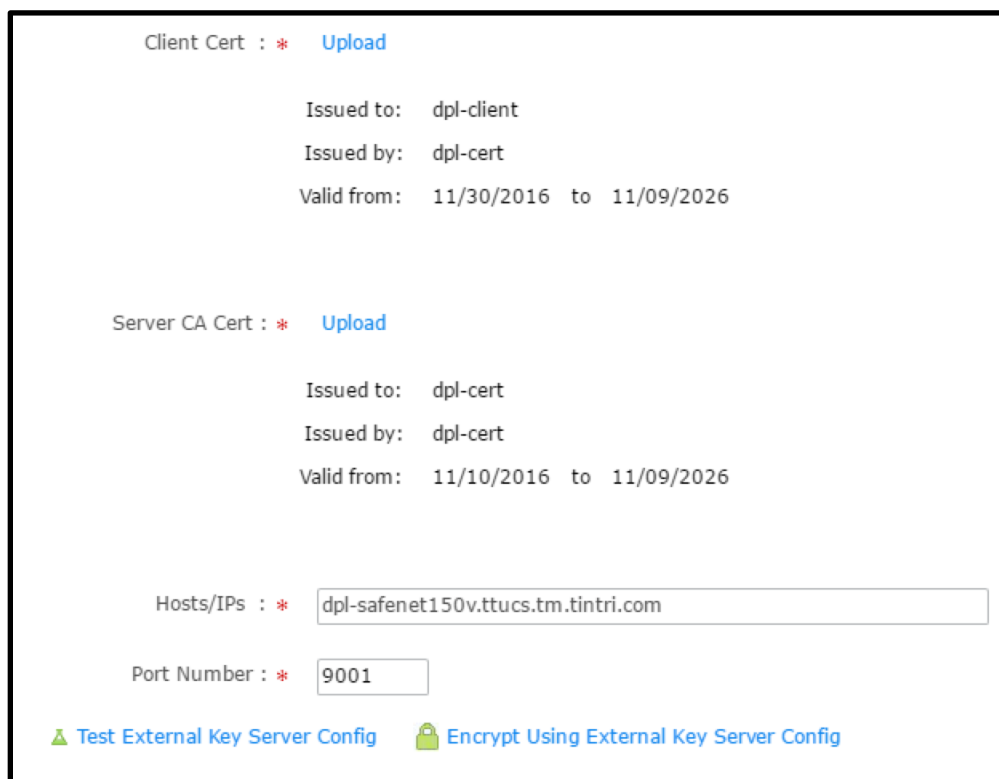 Client Cert : * Upload
Issued to: dpl-client
Issued by: dpl-cert
Valid from: 11/30/2016 to 11/09/2026
Server CA Cert : * Upload
Issued to: dpl-cert
Issued by: dpl-cert
Valid from: 11/10/2016 to 11/09/2026
Hosts/IPs : * dpl-safenet150v.ttucs.tm.tintri.com
Port Number : * 9001
Test External Key Server Config Encrypt Using External Key Server Config